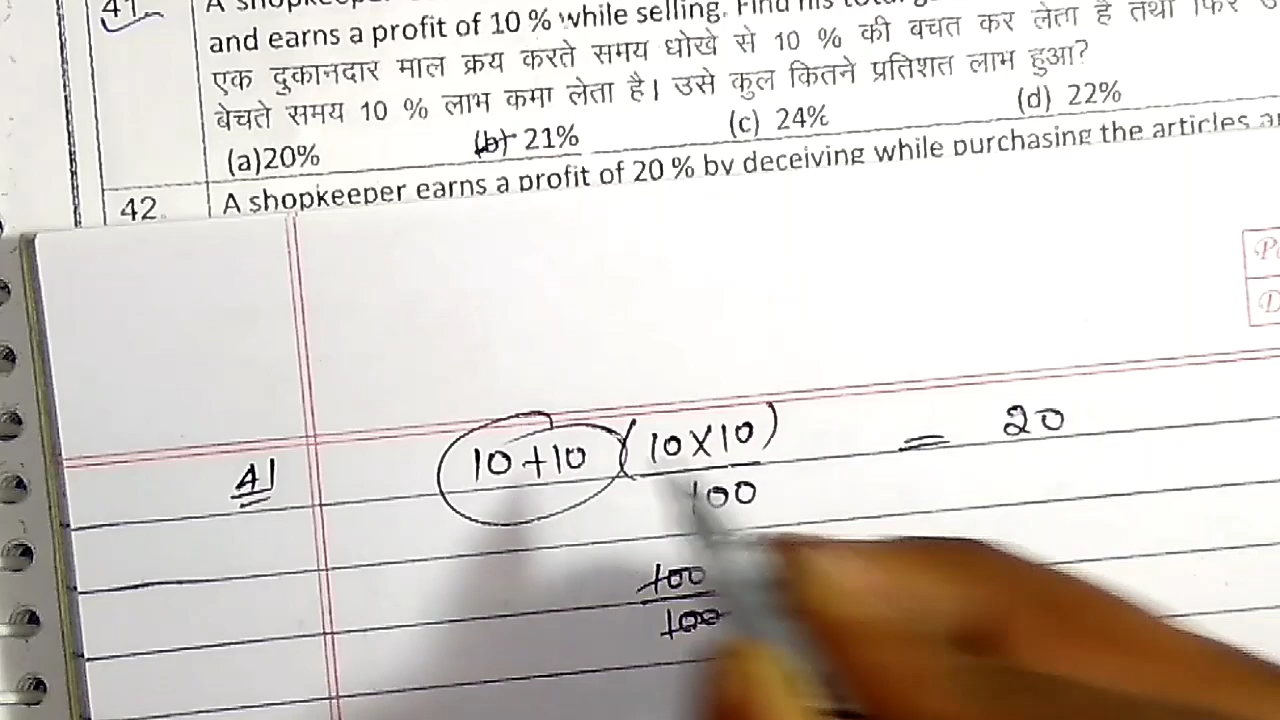 41
and earns a profit of 10 % while selling. Find his
एक दुकानदार माल क्रय करते समय धोखे से 10 % की बचत कर लेता है तथा फिर
बेचते समय 10 % लाभ कमा लेता है। उसे कुल कितने प्रतिशत लाभ हुआ?
(a)20% (b) 21% (c) 24% (d) 22%
42. A shopkeeper earns a profit of 20 % by deceiving while purchasing the articles
41 10+10 (10×10) = 20
100
100
100